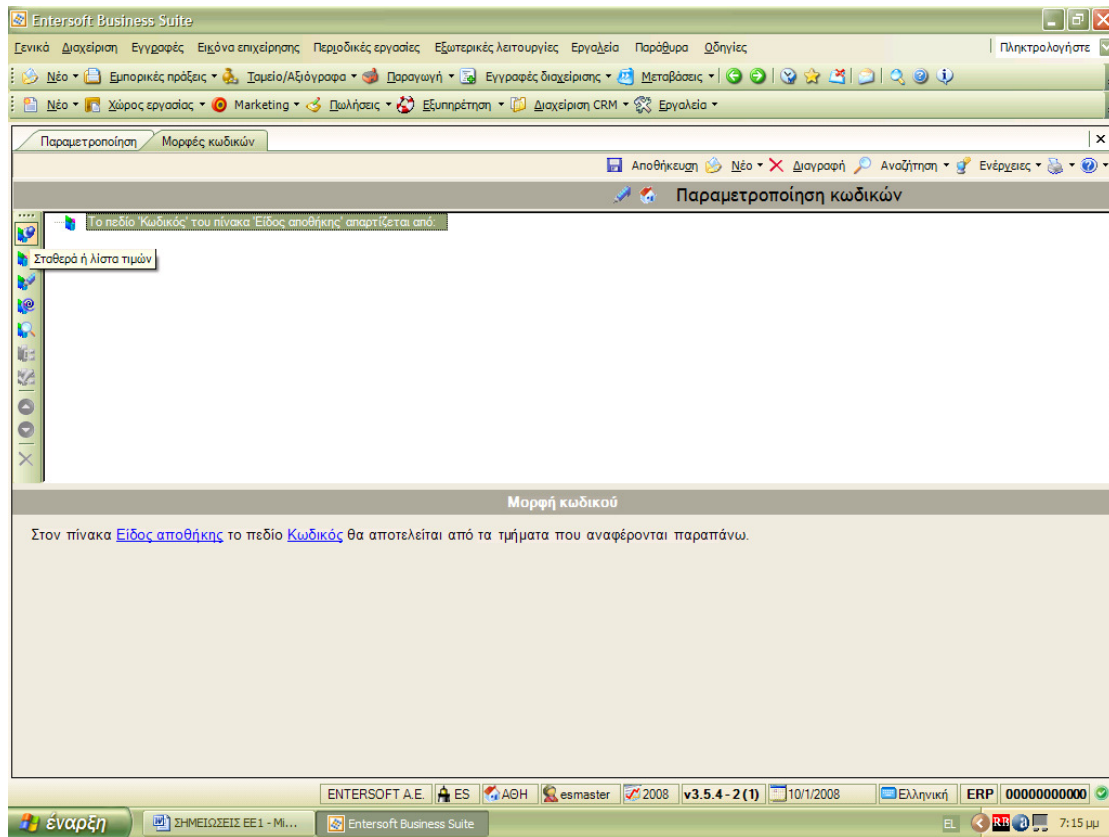 Entersoft Business Suite
Γενικά Διαχείριση Εγγραφές Εικόνα επιχείρησης Περιοδικές εργασίες Εξωτερικές λειτουργίες Εργαλεία Παράθυρα Οδηγίες Πληκτρολογήστε
Νέο Εμπορικές πράξεις Ταμείο/Αξιόγραφα Παραγωγή Εγγραφές διαχείρισης Μεταβάσεις
Νέο Χώρος εργασίας Marketing Πωλήσεις Εξυπηρέτηση Διαχείριση CRM Εργαλεία
Παραμετροποίηση Μορφές κωδικών
Αποθήκευση Νέο Διαγραφή Αναζήτηση Ενέργειες
Παραμετροποίηση κωδικών
Το πεδίο 'Κωδικός' του πίνακα 'Είδος αποθήκης' απαρτίζεται από:
Σταθερά ή λίστα τιμών
Μορφή κωδικού
Στον πίνακα Είδος αποθήκης το πεδίο Κωδικός θα αποτελείται από τα τμήματα που αναφέρονται παραπάνω.
ENTERSOFT A.E. ES ΑΘΗ esmaster 2008 v3.5.4 - 2 (1) 10/1/2008 Ελληνική ERP 00000000000
έναρξη ΣΗΜΕΙΩΣΕΙΣ ΕΕ1 - Mi... Entersoft Business Suite EL RB a 7:15 μμ